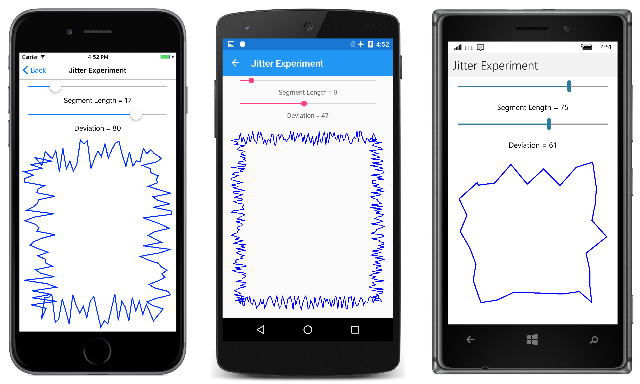 Carrier 4:52 PM
Back Jitter Experiment
Segment Length = 17
Deviation = 80
4:52
Jitter Experiment
Segment Length = 9
Deviation = 47
4:51
Jitter Experiment
Segment Length = 75
Deviation = 61